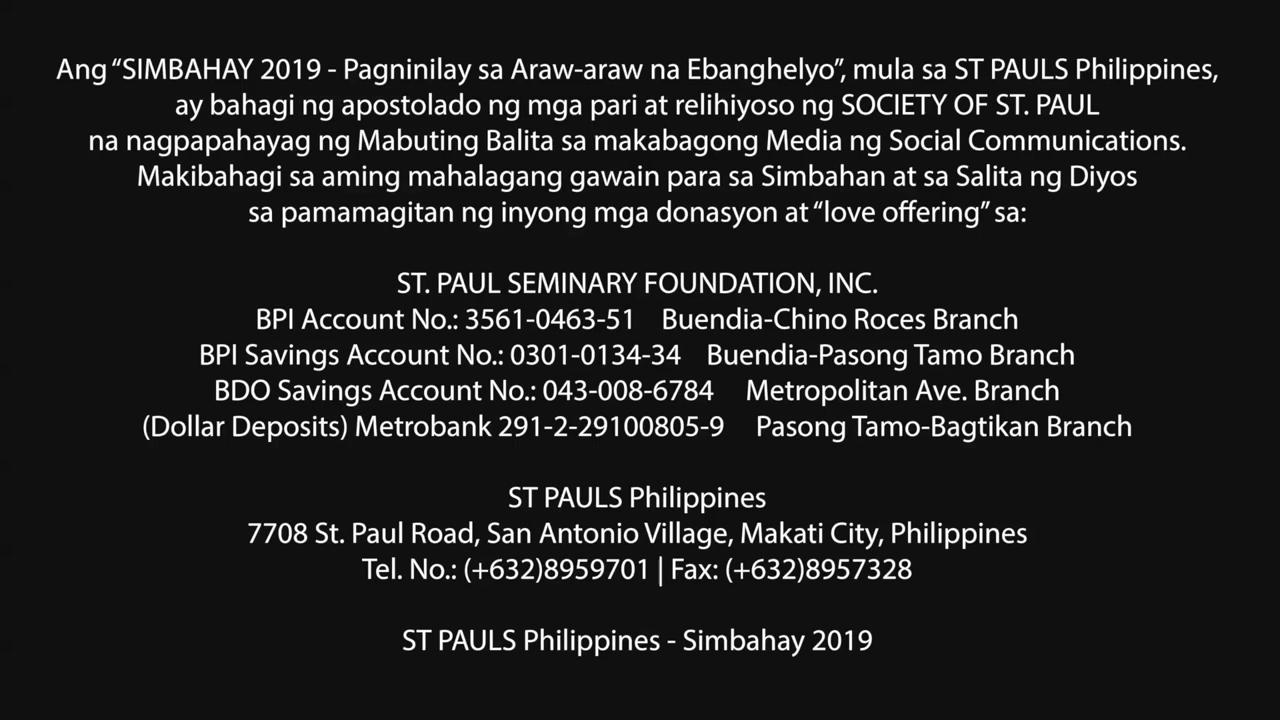 Ang “SIMBAHAY 2019 - Pagninilay sa Araw-araw na Ebanghelyo”, mula sa ST PAULS Philippines,
ay bahagi ng apostolado ng mga pari at relihiyoso ng SOCIETY OF ST. PAUL
na nagpapahayag ng Mabuting Balita sa makabagong Media ng Social Communications.
Makibahagi sa aming mahalagang gawain para sa Simbahan at sa Salita ng Diyos
sa pamamagitan ng inyong mga donasyon at “love offering” sa:
ST. PAUL SEMINARY FOUNDATION, INC.
BPI Account No.: 3561-0463-51 Buendia-Chino Roces Branch
BPI Savings Account No.: 0301-0134-34 Buendia-Pasong Tamo Branch
BDO Savings Account No.: 043-008-6784 Metropolitan Ave. Branch
(Dollar Deposits) Metrobank 291-2-29100805-9 Pasong Tamo-Bagtikan Branch
ST PAULS Philippines
7708 St. Paul Road, San Antonio Village, Makati City, Philippines
Tel. No.: (+632)8959701 | Fax: (+632)8957328
ST PAULS Philippines - Simbahay 2019